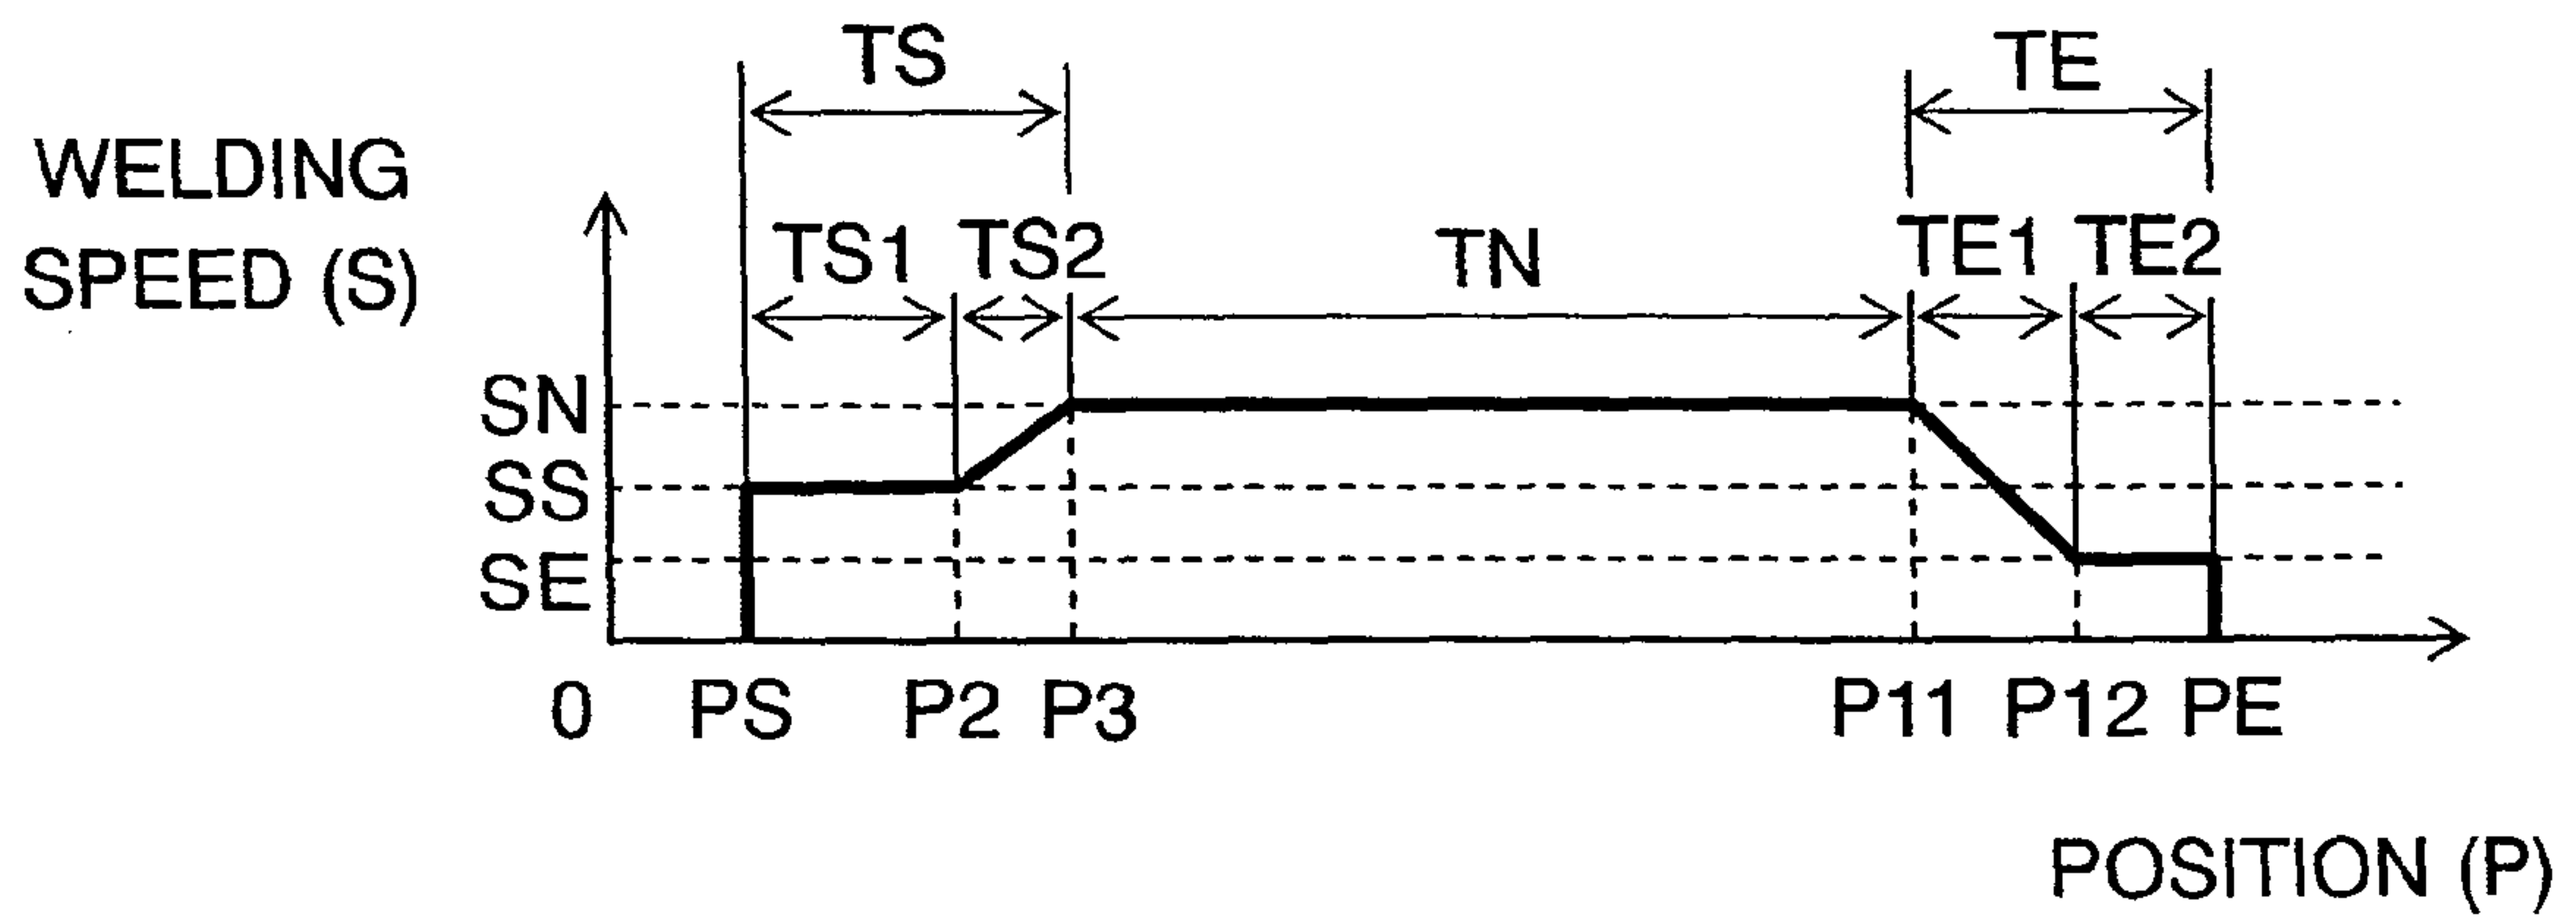 TS TE
WELDING
SPEED (S)
TS1 TS2 TN TE1 TE2
SN
SS
SE
0 PS P2 P3 P11 P12 PE
POSITION (P)